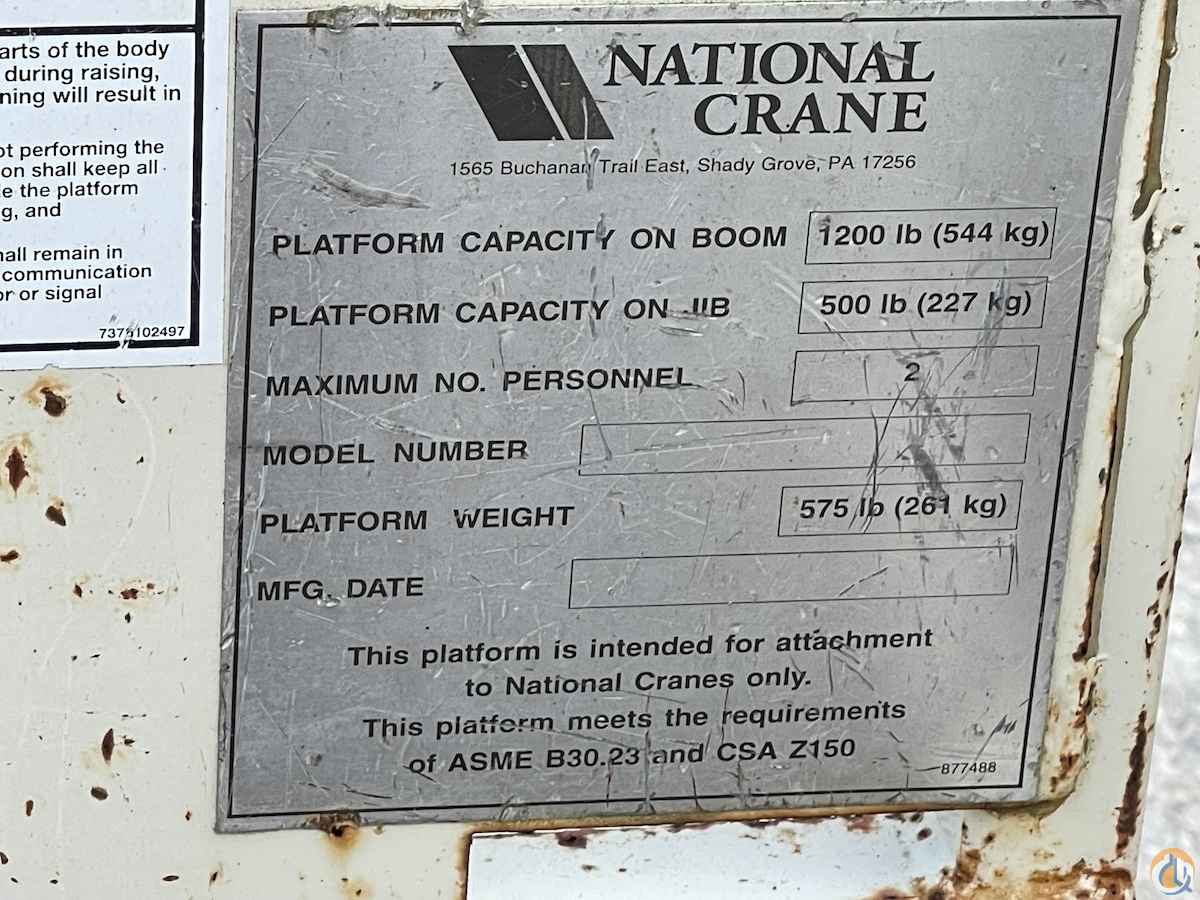 arts of the body
during raising,
ning will result in
ot performing the
on shall keep all
e the platform
g, and
hall remain in
communication
or or signal
7376102497
NATIONAL
CRANE
1565 Buchanan Trail East, Shady Grove, PA 17256
PLATFORM CAPACITY ON BOOM 1200 lb (544 kg)
PLATFORM CAPACITY ON JIB 500 lb (227 kg)
MAXIMUM NO. PERSONNEL 2
MODEL NUMBER
PLATFORM WEIGHT 575 lb (261 kg)
MFG. DATE
This platform is intended for attachment
to National Cranes only.
This platform meets the requirements
of ASME B30.23 and CSA Z150
877488